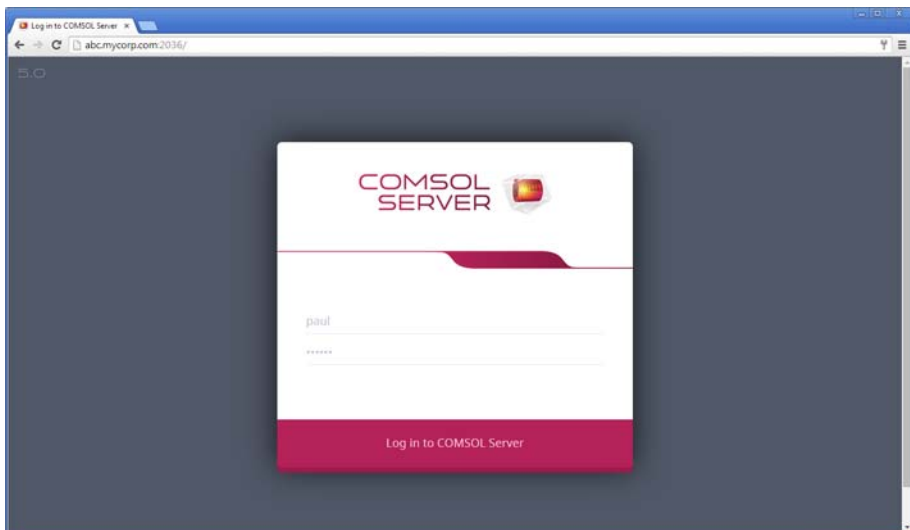 Log in to COMSOL Server
abc.mycorp.com:2036/
5.0
COMSOL
SERVER
paul
••••••
Log in to COMSOL Server